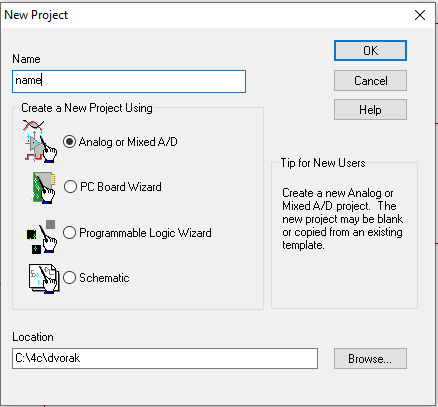 New Project
Name
name
OK
Cancel
Help
Create a New Project Using
Analog or Mixed A/D
PC Board Wizard
Programmable Logic Wizard
Schematic
Tip for New Users
Create a new Analog or
Mixed A/D project. The
new project may be blank
or copied from an existing
template.
Location
C:\4c\dvorak
Browse...